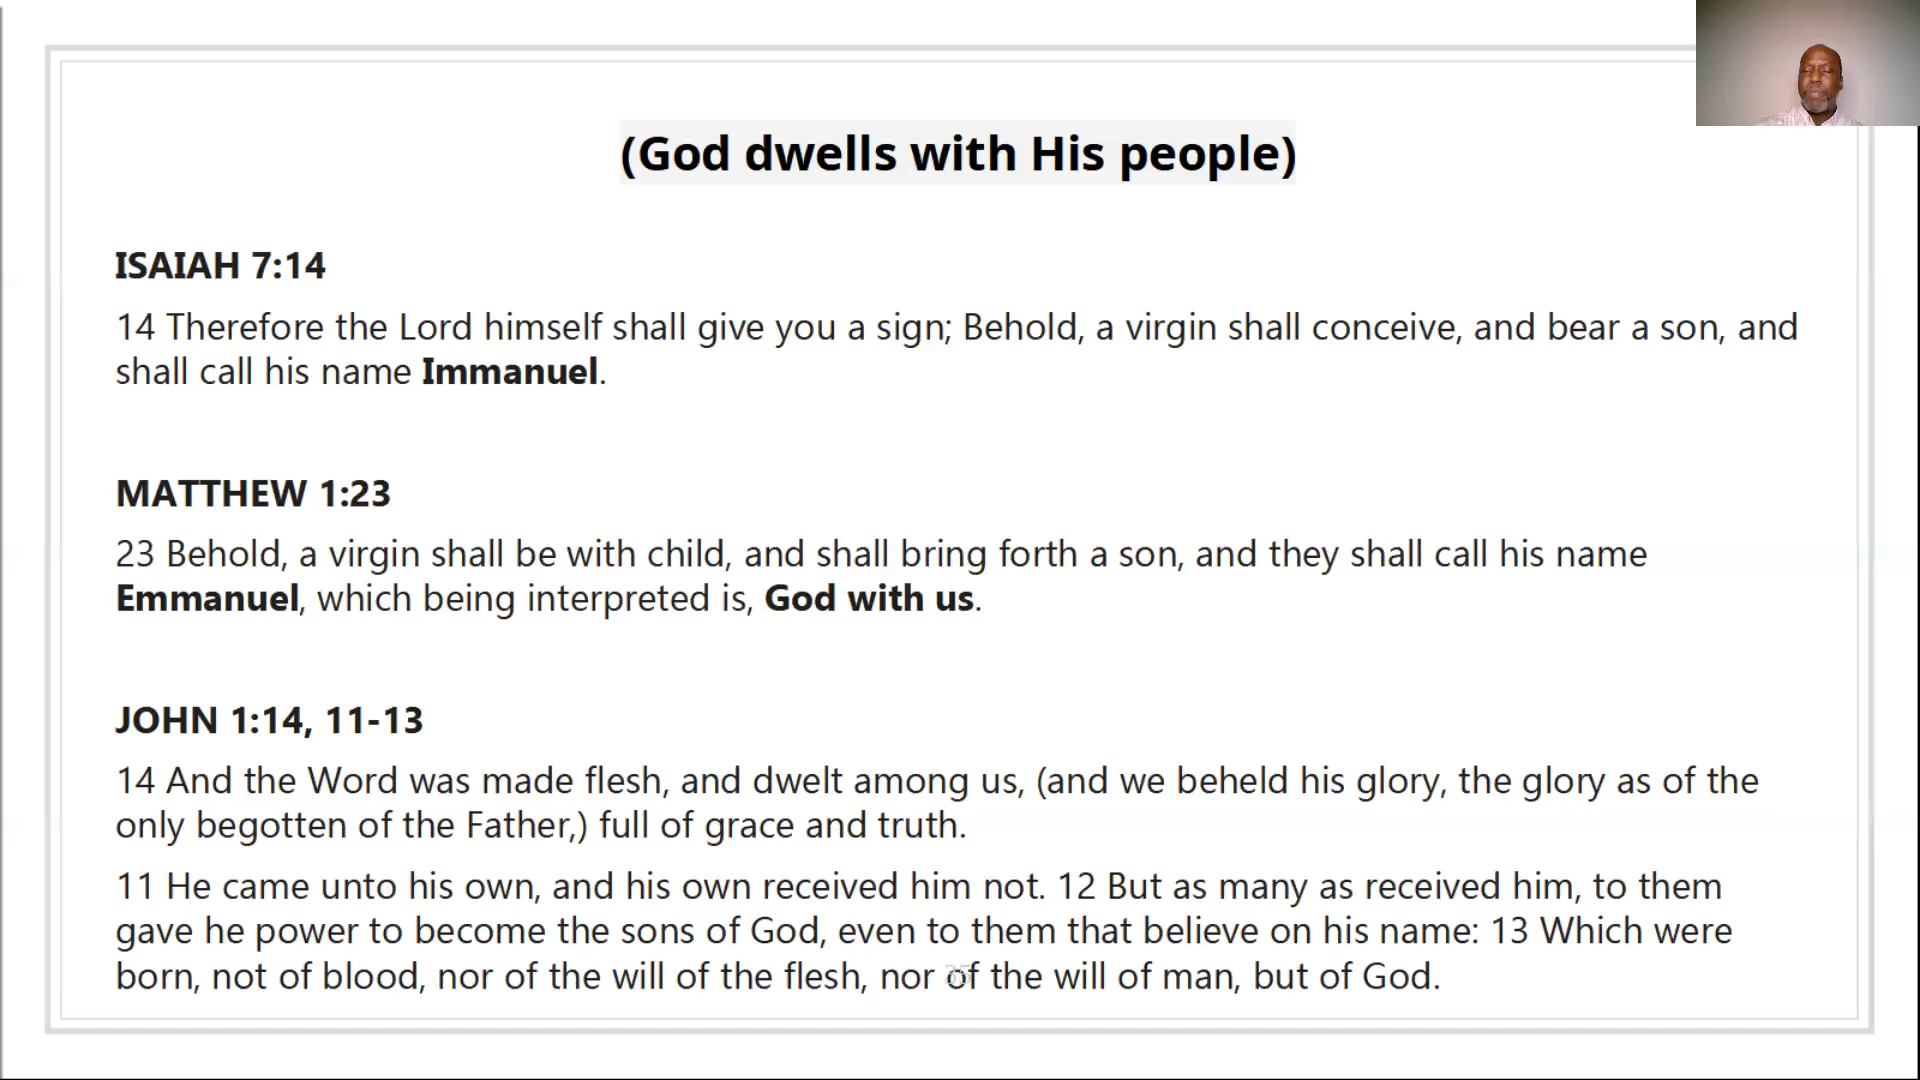 (God dwells with His people)
ISAIAH 7:14
14 Therefore the Lord himself shall give you a sign; Behold, a virgin shall conceive, and bear a son, and
shall call his name Immanuel.
MATTHEW 1:23
23 Behold, a virgin shall be with child, and shall bring forth a son, and they shall call his name
Emmanuel, which being interpreted is, God with us.
JOHN 1:14, 11-13
14 And the Word was made flesh, and dwelt among us, (and we beheld his glory, the glory as of the
only begotten of the Father,) full of grace and truth.
11 He came unto his own, and his own received him not. 12 But as many as received him, to them
gave he power to become the sons of God, even to them that believe on his name: 13 Which were
born, not of blood, nor of the will of the flesh, nor of the will of man, but of God.
35